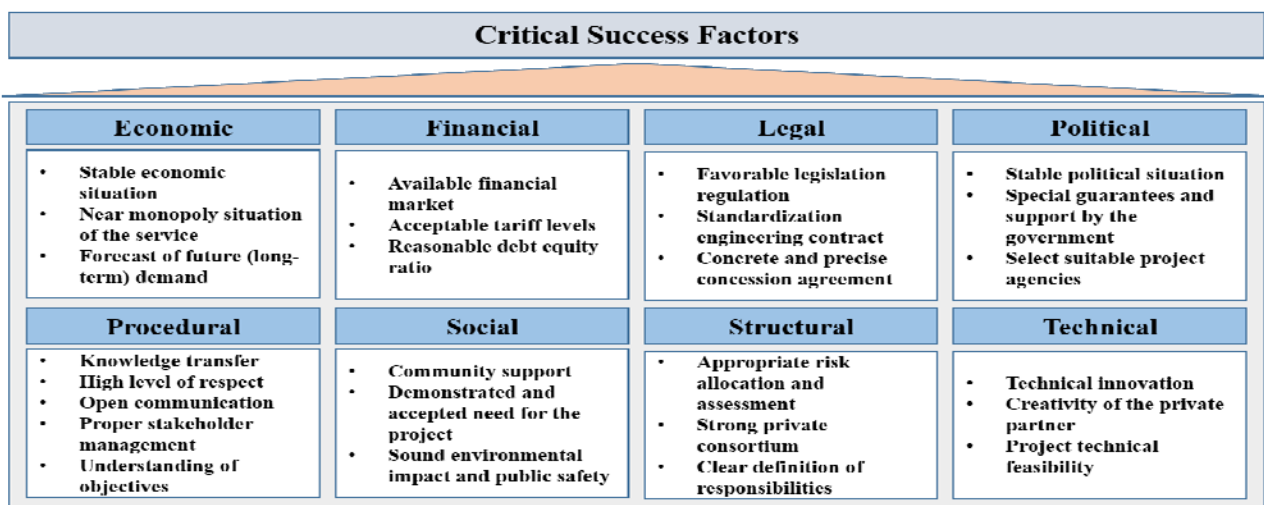 Critical Success Factors
Economic
• Stable economic
situation
• Near monopoly situation
of the service
• Forecast of future (long-
term) demand
Financial
• Available financial
market
• Acceptable tariff levels
• Reasonable debt equity
ratio
Legal
• Favorable legislation
regulation
• Standardization
engineering contract
• Concrete and precise
concession agreement
Political
• Stable political situation
• Special guarantees and
support by the
government
• Select suitable project
agencies
Procedural
• Knowledge transfer
• High level of respect
• Open communication
• Proper stakeholder
management
• Understanding of
objectives
Social
• Community support
• Demonstrated and
accepted need for the
project
• Sound environmental
impact and public safety
Structural
• Appropriate risk
allocation and
assessment
• Strong private
consortium
• Clear definition of
responsibilities
Technical
• Technical innovation
• Creativity of the private
partner
• Project technical
feasibility